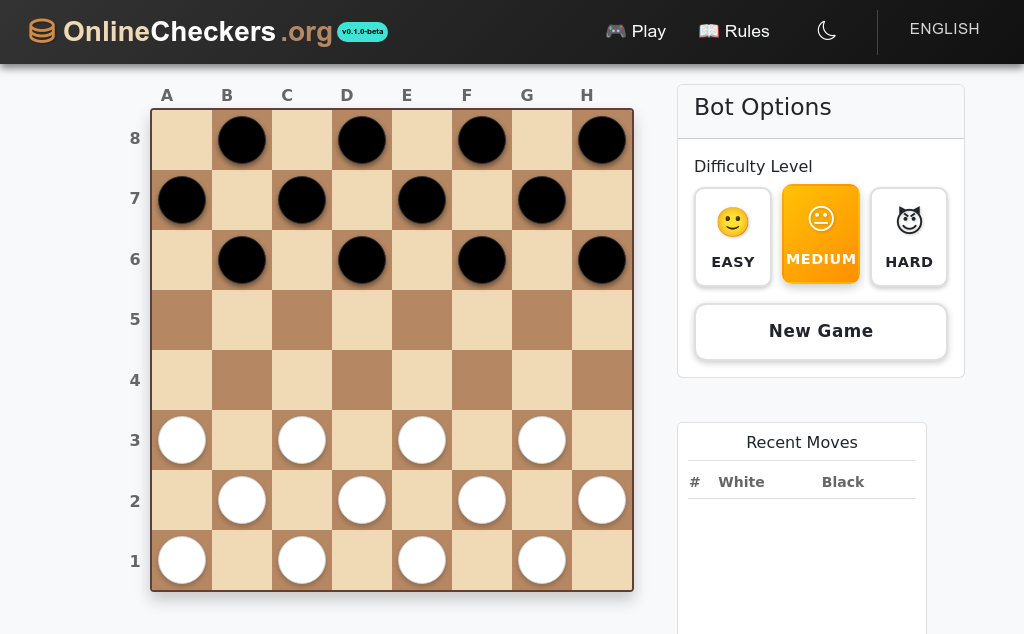 OnlineCheckers.org v0.1.0-beta 🎮 Play 📖 Rules ENGLISH
A B C D E F G H
8
7
6
5
4
3
2
1
Bot Options
Difficulty Level
EASY MEDIUM HARD
New Game
Recent Moves
# White Black